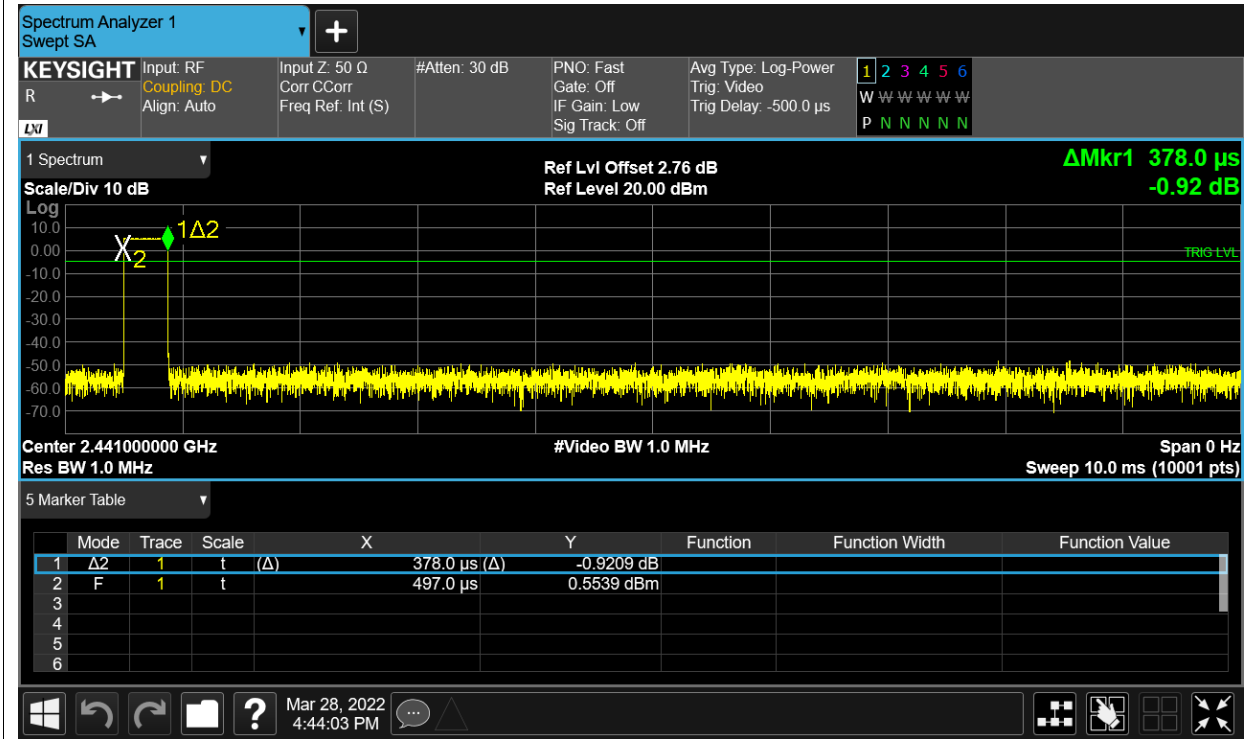 Spectrum Analyzer 1
Swept SA
+
KEYSIGHT
R
LXI
Input: RF
Coupling: DC
Align: Auto
Input Z: 50 Ω
Corr CCorr
Freq Ref: Int (S)
#Atten: 30 dB
PNO: Fast
Gate: Off
IF Gain: Low
Sig Track: Off
Avg Type: Log-Power
Trig: Video
Trig Delay: -500.0 µs
1 2 3 4 5 6
W W W W W W
P N N N N N
1 Spectrum
Scale/Div 10 dB
Ref Lvl Offset 2.76 dB
Ref Level 20.00 dBm
ΔMkr1 378.0 µs
-0.92 dB
Log
10.0
0.00
-10.0
-20.0
-30.0
-40.0
-50.0
-60.0
-70.0
1Δ2
X2
TRIG LVL
Center 2.441000000 GHz
#Video BW 1.0 MHz
Span 0 Hz
Res BW 1.0 MHz
Sweep 10.0 ms (10001 pts)
5 Marker Table
Mode Trace Scale X Y Function Function Width Function Value
1 Δ2 1 t (Δ) 378.0 µs (Δ) -0.9209 dB
2 F 1 t 497.0 µs 0.5539 dBm
3
4
5
6
?
Mar 28, 2022
4:44:03 PM